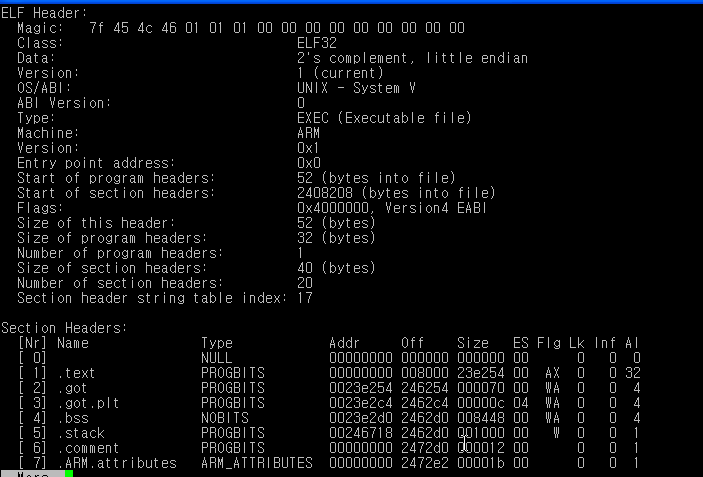 ELF Header:
  Magic:   7f 45 4c 46 01 01 01 00 00 00 00 00 00 00 00 00
  Class:                             ELF32
  Data:                              2's complement, little endian
  Version:                           1 (current)
  OS/ABI:                            UNIX - System V
  ABI Version:                       0
  Type:                              EXEC (Executable file)
  Machine:                           ARM
  Version:                           0x1
  Entry point address:               0x0
  Start of program headers:          52 (bytes into file)
  Start of section headers:          2408208 (bytes into file)
  Flags:                             0x4000000, Version4 EABI
  Size of this header:               52 (bytes)
  Size of program headers:           32 (bytes)
  Number of program headers:         1
  Size of section headers:           40 (bytes)
  Number of section headers:         20
  Section header string table index: 17

Section Headers:
  [Nr] Name              Type            Addr     Off    Size   ES Flg Lk Inf Al
  [ 0]                   NULL            00000000 000000 000000 00      0   0  0
  [ 1] .text             PROGBITS        00000000 008000 23e254 00  AX  0   0 32
  [ 2] .got              PROGBITS        0023e254 246254 000070 00  WA  0   0  4
  [ 3] .got.plt          PROGBITS        0023e2c4 2462c4 00000c 04  WA  0   0  4
  [ 4] .bss              NOBITS          0023e2d0 2462d0 008448 00  WA  0   0  4
  [ 5] .stack            PROGBITS        00246718 2462d0 001000 00   W  0   0  1
  [ 6] .comment          PROGBITS        00000000 2472d0 000012 00      0   0  1
  [ 7] .ARM.attributes   ARM_ATTRIBUTES  00000000 2472e2 00001b 00      0   0  1
--More--